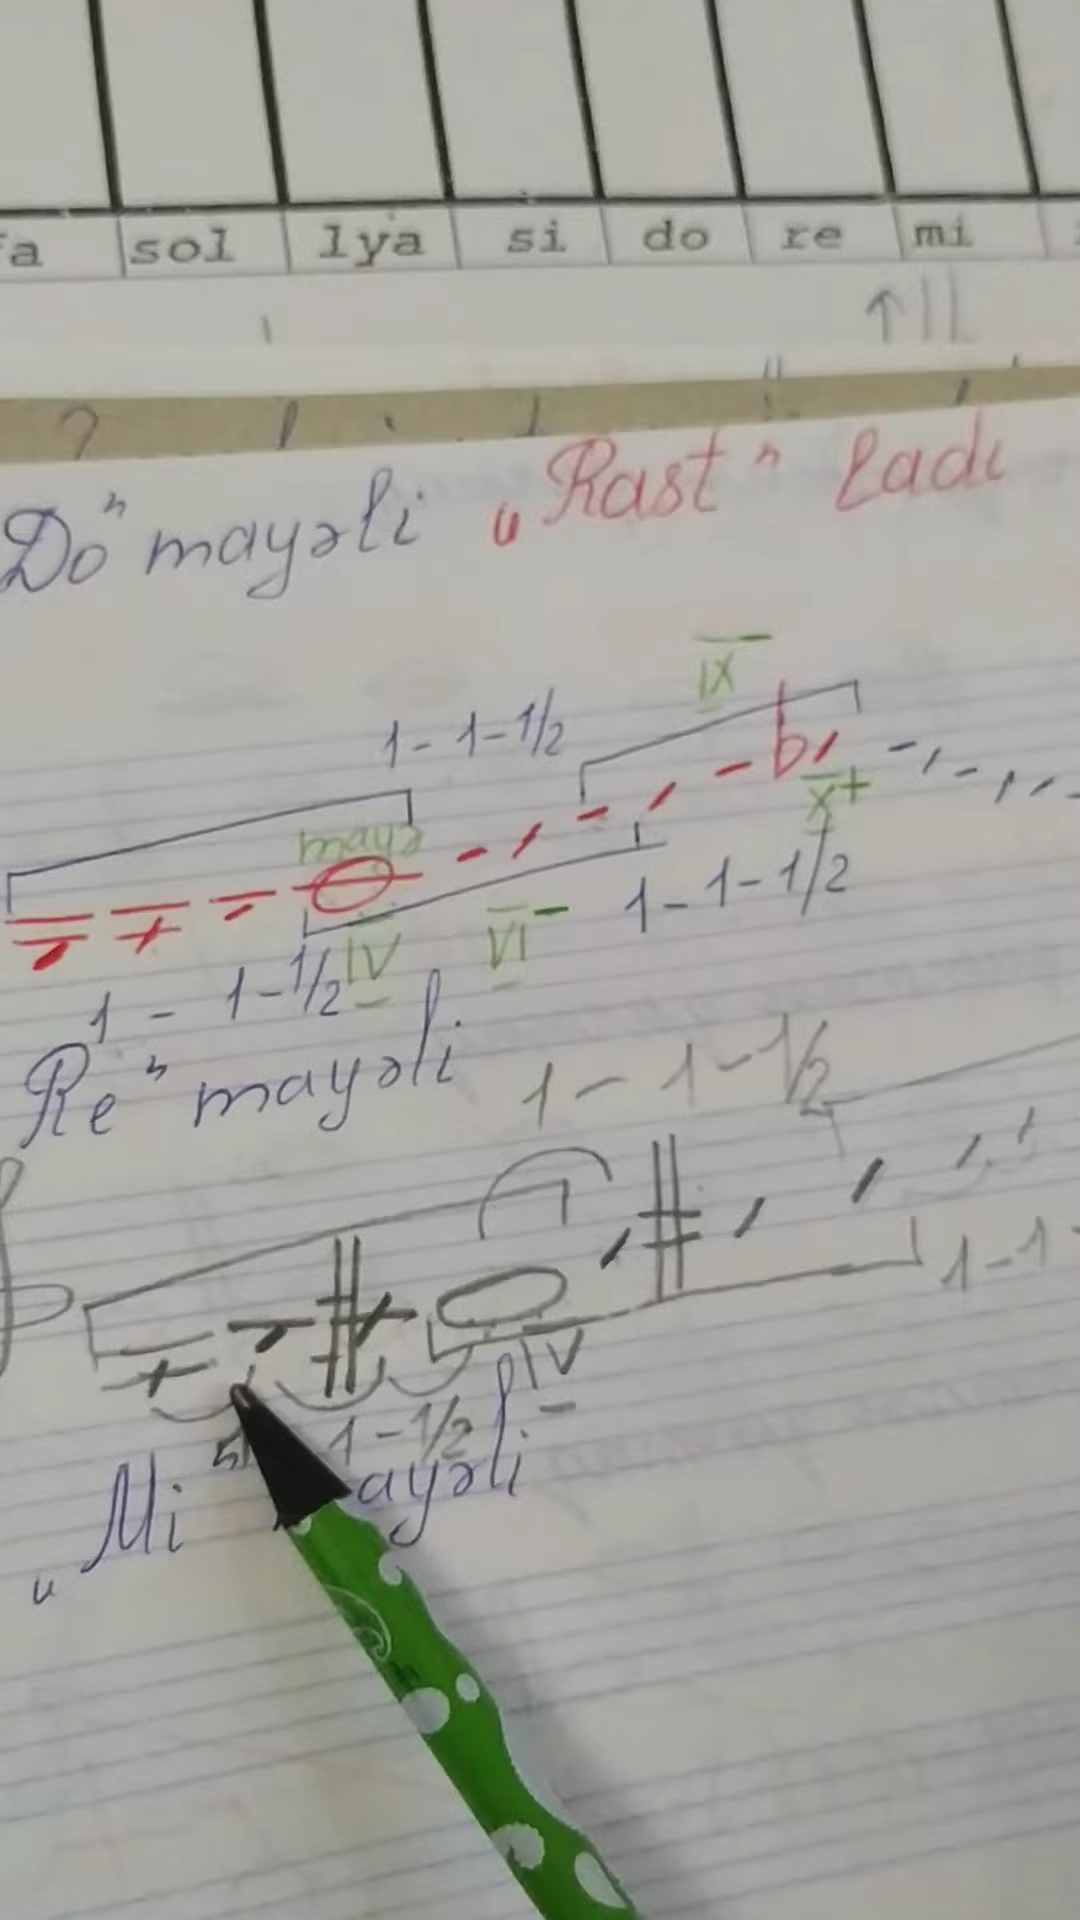 sol lya si do re mi
Do" mayəli "Rast" Ladı
IX
1 - 1 - 1/2
b
mayə
X+
IV VI-
1 - 1 - 1/2
1 - 1 - 1/2
Re" mayəli
1 - 1 - 1/2
1 - 1 -
IV
1 - 1/2
"Mi ayəli